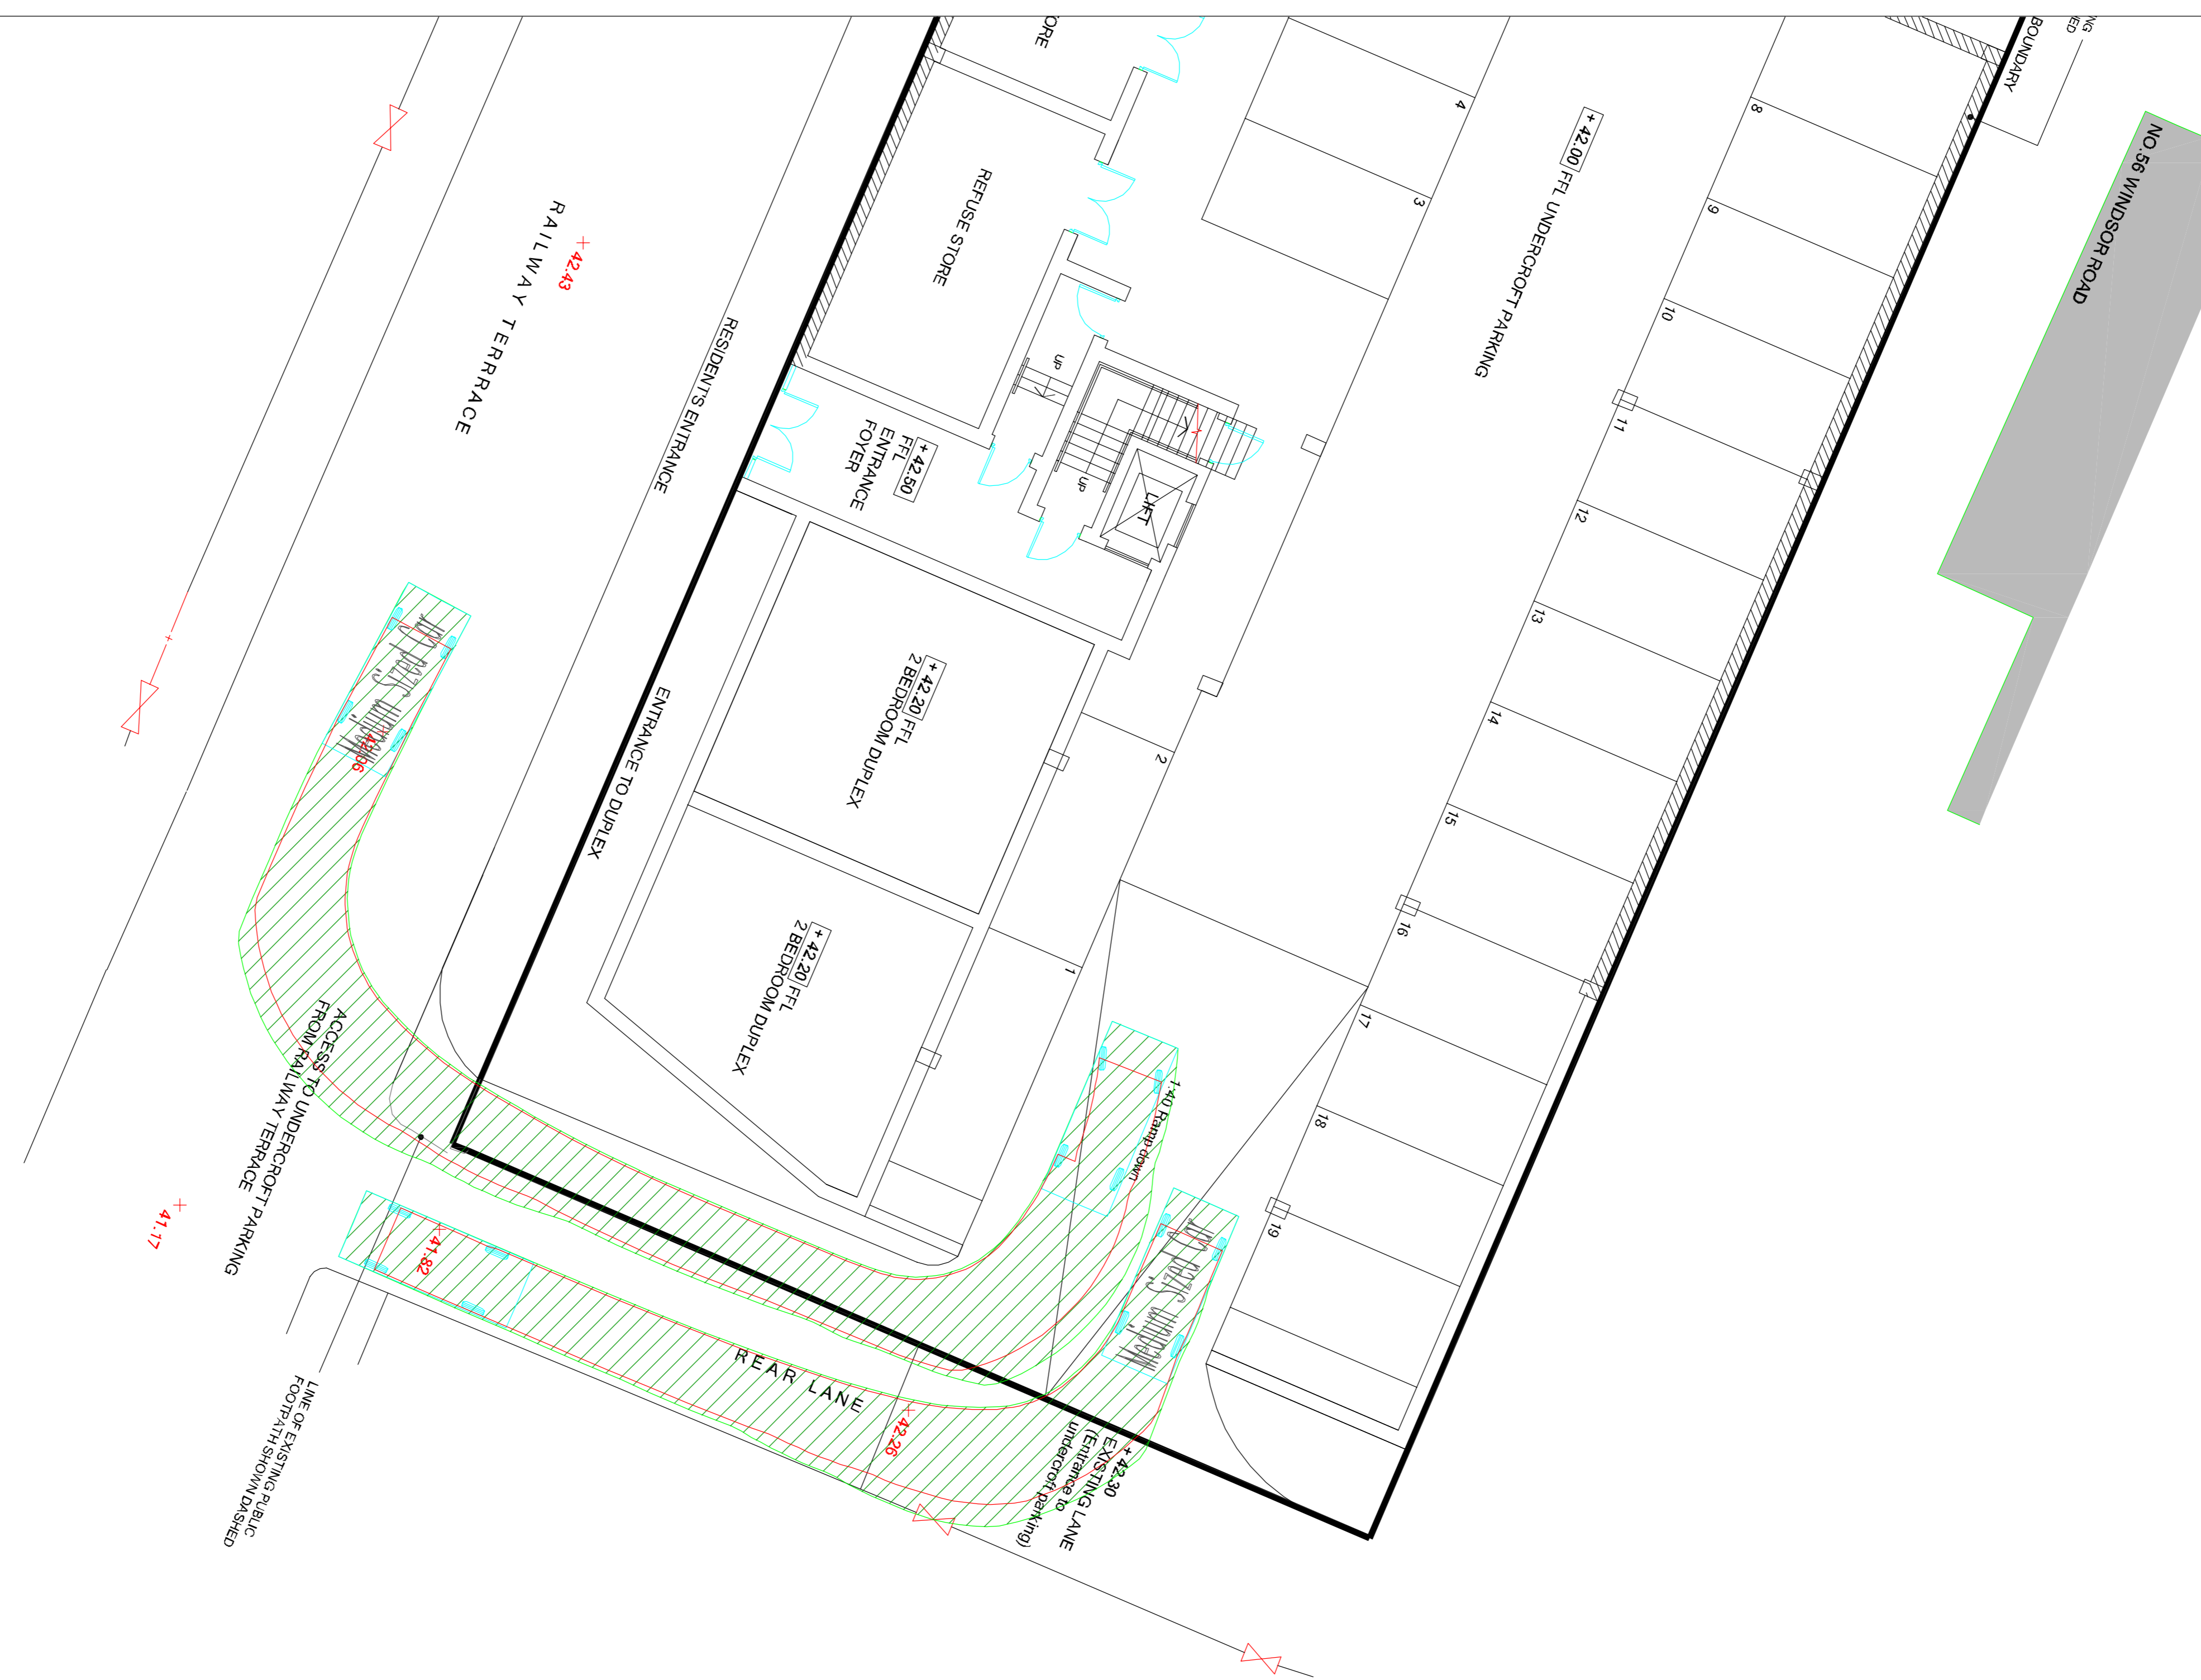 ORE
REFUSE STORE
4
3
+ 42.00 FFL UNDERCROFT PARKING
8
9
10
11
12
13
14
15
16
17
18
19
BOUNDARY
NG
ED
NO.56 WINDSOR ROAD
RAILWAY TERRRACE
+ 42.43
RESIDENT'S ENTRANCE
+ 42.50
FFL
ENTRANCE
FOYER
UP
UP
LIFT
ENTRANCE TO DUPLEX
+ 42.20 FFL
2 BEDROOM DUPLEX
2
+ 42.20 FFL
2 BEDROOM DUPLEX
1
Medium Sized Car
42.06
ACCESS TO UNDERCROFT PARKING
FROM RAILWAY TERRACE
1:40 Ramp down
Medium Sized Car
41.17
41.82
REAR LANE
42.26
+ 42.30
EXISTING LANE
(Entrance to
undercroft parking)
LINE OF EXISTING PUBLIC
FOOTPATH SHOWN DASHED